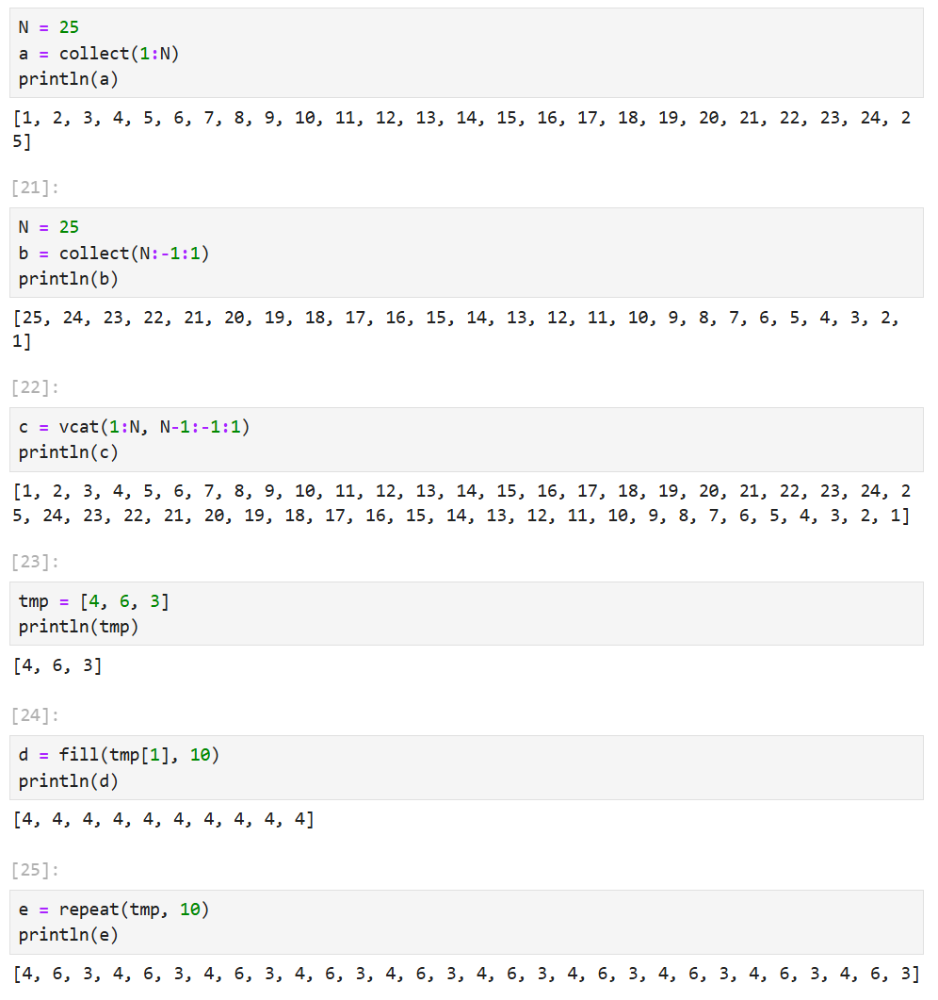 N = 25
a = collect(1:N)
println(a)
[1, 2, 3, 4, 5, 6, 7, 8, 9, 10, 11, 12, 13, 14, 15, 16, 17, 18, 19, 20, 21, 22, 23, 24, 2
5]
[21]:
N = 25
b = collect(N:-1:1)
println(b)
[25, 24, 23, 22, 21, 20, 19, 18, 17, 16, 15, 14, 13, 12, 11, 10, 9, 8, 7, 6, 5, 4, 3, 2,
1]
[22]:
c = vcat(1:N, N-1:-1:1)
println(c)
[1, 2, 3, 4, 5, 6, 7, 8, 9, 10, 11, 12, 13, 14, 15, 16, 17, 18, 19, 20, 21, 22, 23, 24, 2
5, 24, 23, 22, 21, 20, 19, 18, 17, 16, 15, 14, 13, 12, 11, 10, 9, 8, 7, 6, 5, 4, 3, 2, 1]
[23]:
tmp = [4, 6, 3]
println(tmp)
[4, 6, 3]
[24]:
d = fill(tmp[1], 10)
println(d)
[4, 4, 4, 4, 4, 4, 4, 4, 4, 4]
[25]:
e = repeat(tmp, 10)
println(e)
[4, 6, 3, 4, 6, 3, 4, 6, 3, 4, 6, 3, 4, 6, 3, 4, 6, 3, 4, 6, 3, 4, 6, 3, 4, 6, 3, 4, 6, 3]